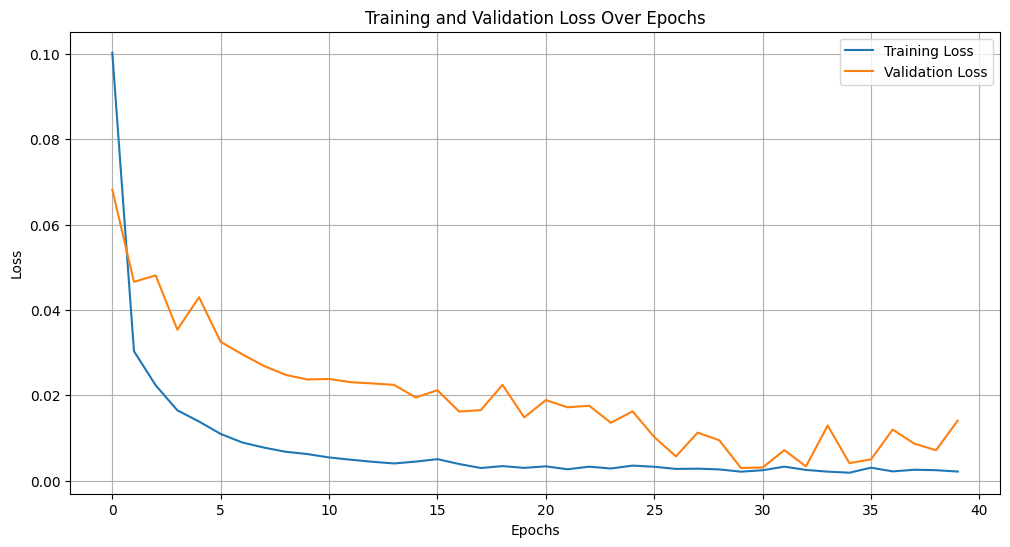 Training and Validation Loss Over Epochs
Training Loss
Validation Loss
0.10
0.08
0.06
0.04
0.02
0.00
Loss
0 5 10 15 20 25 30 35 40
Epochs